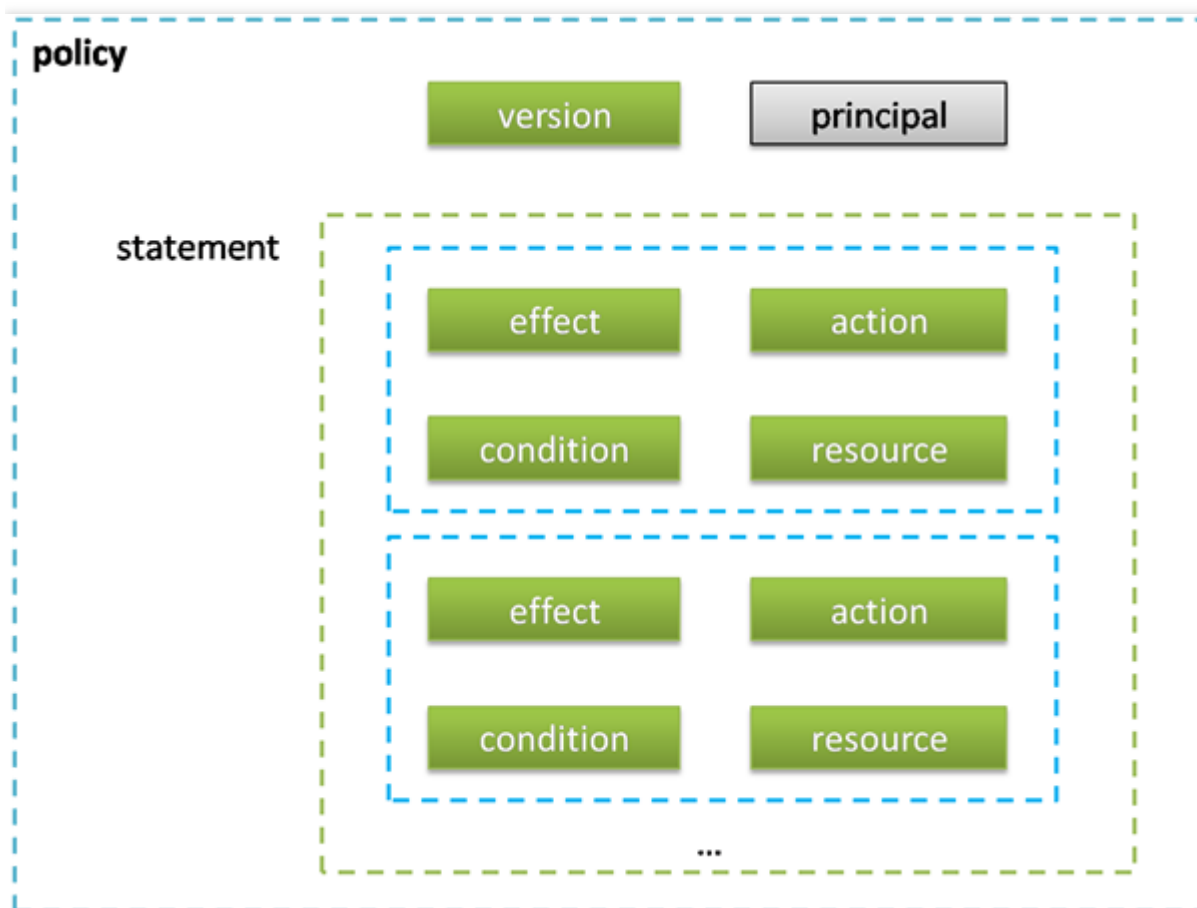 policy
version principal
statement
effect action
condition resource
effect action
condition resource
...